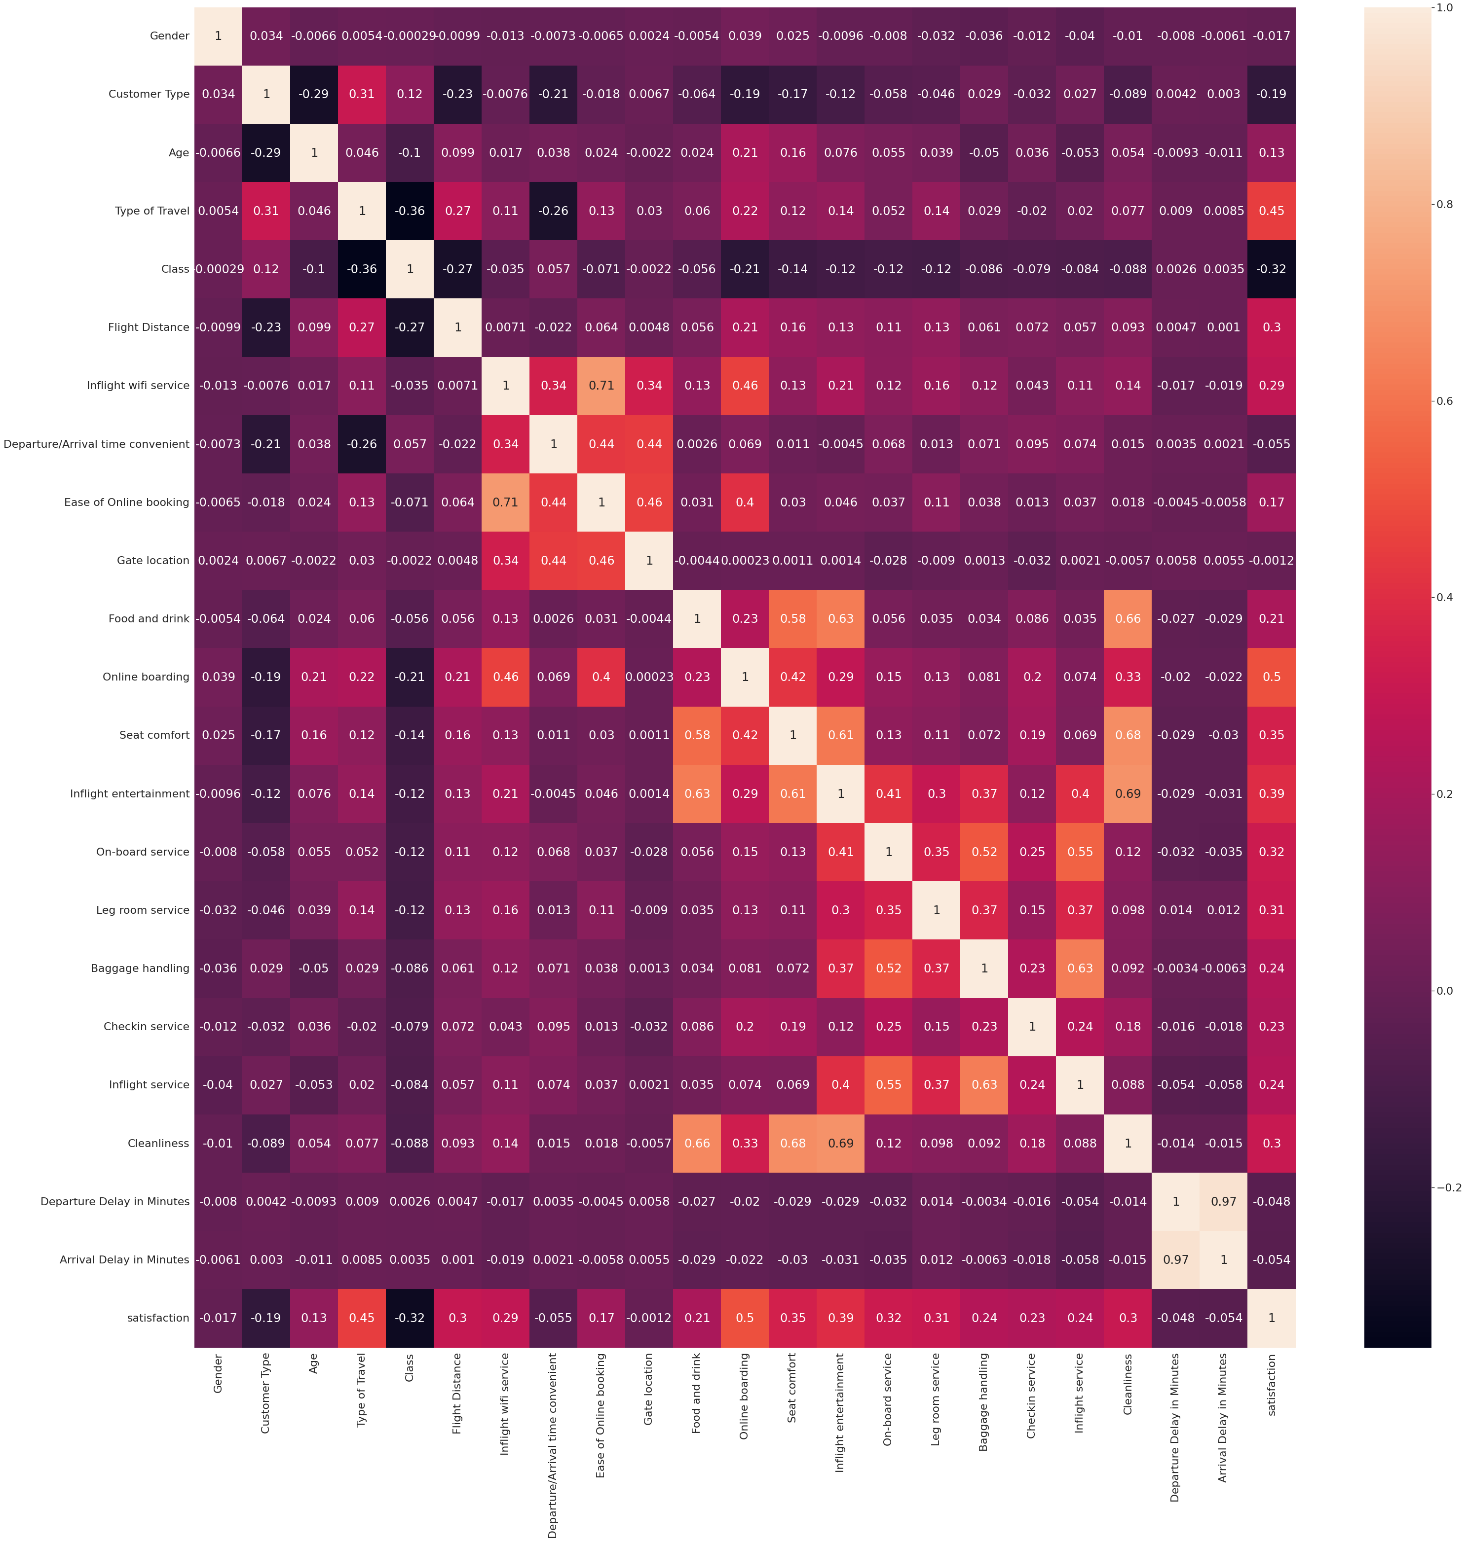 Gender 1 0.034 -0.0066 0.0054 -0.00029 -0.0099 -0.013 -0.0073 -0.0065 0.0024 -0.0054 0.039 0.025 -0.0096 -0.008 -0.032 -0.036 -0.012 -0.04 -0.01 -0.008 -0.0061 -0.017
Customer Type 0.034 1 -0.29 0.31 0.12 -0.23 -0.0076 -0.21 -0.018 0.0067 -0.064 -0.19 -0.17 -0.12 -0.058 -0.046 0.029 -0.032 0.027 -0.089 0.0042 0.003 -0.19
Age -0.0066 -0.29 1 0.046 -0.1 0.099 0.017 0.038 0.024 -0.0022 0.024 0.21 0.16 0.076 0.055 0.039 -0.05 0.036 -0.053 0.054 -0.0093 -0.011 0.13
Type of Travel 0.0054 0.31 0.046 1 -0.36 0.27 0.11 -0.26 0.13 0.03 0.06 0.22 0.12 0.14 0.052 0.14 0.029 -0.02 0.02 0.077 0.009 0.0085 0.45
Class -0.00029 0.12 -0.1 -0.36 1 -0.27 -0.035 0.057 -0.071 -0.0022 -0.056 -0.21 -0.14 -0.12 -0.12 -0.12 -0.086 -0.079 -0.084 -0.088 0.0026 0.0035 -0.32
Flight Distance -0.0099 -0.23 0.099 0.27 -0.27 1 0.0071 -0.022 0.064 0.0048 0.056 0.21 0.16 0.13 0.11 0.13 0.061 0.072 0.057 0.093 0.0047 0.001 0.3
Inflight wifi service -0.013 -0.0076 0.017 0.11 -0.035 0.0071 1 0.34 0.71 0.34 0.13 0.46 0.13 0.21 0.12 0.16 0.12 0.043 0.11 0.14 -0.017 -0.019 0.29
Departure/Arrival time convenient -0.0073 -0.21 0.038 -0.26 0.057 -0.022 0.34 1 0.44 0.44 0.0026 0.069 0.011 -0.0045 0.068 0.013 0.071 0.095 0.074 0.015 0.0035 0.0021 -0.055
Ease of Online booking -0.0065 -0.018 0.024 0.13 -0.071 0.064 0.71 0.44 1 0.46 0.031 0.4 0.03 0.046 0.037 0.11 0.038 0.013 0.037 0.018 -0.0045 -0.0058 0.17
Gate location 0.0024 0.0067 -0.0022 0.03 -0.0022 0.0048 0.34 0.44 0.46 1 -0.0044 0.00023 0.0011 0.0014 -0.028 -0.009 0.0013 -0.032 0.0021 -0.0057 0.0058 0.0055 -0.0012
Food and drink -0.0054 -0.064 0.024 0.06 -0.056 0.056 0.13 0.0026 0.031 -0.0044 1 0.23 0.58 0.63 0.056 0.035 0.034 0.086 0.035 0.66 -0.027 -0.029 0.21
Online boarding 0.039 -0.19 0.21 0.22 -0.21 0.21 0.46 0.069 0.4 0.00023 0.23 1 0.42 0.29 0.15 0.13 0.081 0.2 0.074 0.33 -0.02 -0.022 0.5
Seat comfort 0.025 -0.17 0.16 0.12 -0.14 0.16 0.13 0.011 0.03 0.0011 0.58 0.42 1 0.61 0.13 0.11 0.072 0.19 0.069 0.68 -0.029 -0.03 0.35
Inflight entertainment -0.0096 -0.12 0.076 0.14 -0.12 0.13 0.21 -0.0045 0.046 0.0014 0.63 0.29 0.61 1 0.41 0.3 0.37 0.12 0.4 0.69 -0.029 -0.031 0.39
On-board service -0.008 -0.058 0.055 0.052 -0.12 0.11 0.12 0.068 0.037 -0.028 0.056 0.15 0.13 0.41 1 0.35 0.52 0.25 0.55 0.12 -0.032 -0.035 0.32
Leg room service -0.032 -0.046 0.039 0.14 -0.12 0.13 0.16 0.013 0.11 -0.009 0.035 0.13 0.11 0.3 0.35 1 0.37 0.15 0.37 0.098 0.014 0.012 0.31
Baggage handling -0.036 0.029 -0.05 0.029 -0.086 0.061 0.12 0.071 0.038 0.0013 0.034 0.081 0.072 0.37 0.52 0.37 1 0.23 0.63 0.092 -0.0034 -0.0063 0.24
Checkin service -0.012 -0.032 0.036 -0.02 -0.079 0.072 0.043 0.095 0.013 -0.032 0.086 0.2 0.19 0.12 0.25 0.15 0.23 1 0.24 0.18 -0.016 -0.018 0.23
Inflight service -0.04 0.027 -0.053 0.02 -0.084 0.057 0.11 0.074 0.037 0.0021 0.035 0.074 0.069 0.4 0.55 0.37 0.63 0.24 1 0.088 -0.054 -0.058 0.24
Cleanliness -0.01 -0.089 0.054 0.077 -0.088 0.093 0.14 0.015 0.018 -0.0057 0.66 0.33 0.68 0.69 0.12 0.098 0.092 0.18 0.088 1 -0.014 -0.015 0.3
Departure Delay in Minutes -0.008 0.0042 -0.0093 0.009 0.0026 0.0047 -0.017 0.0035 -0.0045 0.0058 -0.027 -0.02 -0.029 -0.029 -0.032 0.014 -0.0034 -0.016 -0.054 -0.014 1 0.97 -0.048
Arrival Delay in Minutes -0.0061 0.003 -0.011 0.0085 0.0035 0.001 -0.019 0.0021 -0.0058 0.0055 -0.029 -0.022 -0.03 -0.031 -0.035 0.012 -0.0063 -0.018 -0.058 -0.015 0.97 1 -0.054
satisfaction -0.017 -0.19 0.13 0.45 -0.32 0.3 0.29 -0.055 0.17 -0.0012 0.21 0.5 0.35 0.39 0.32 0.31 0.24 0.23 0.24 0.3 -0.048 -0.054 1
Gender
Customer Type
Age
Type of Travel
Class
Flight Distance
Inflight wifi service
Departure/Arrival time convenient
Ease of Online booking
Gate location
Food and drink
Online boarding
Seat comfort
Inflight entertainment
On-board service
Leg room service
Baggage handling
Checkin service
Inflight service
Cleanliness
Departure Delay in Minutes
Arrival Delay in Minutes
satisfaction
1.0
0.8
0.6
0.4
0.2
0.0
−0.2